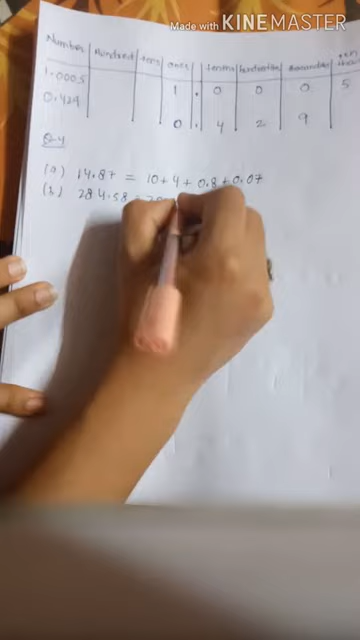 Made with KINEMASTER
Number Hundred tens ones . tenths hundredths thousandths ten
1.0005 1 . 0 0 0 5
0.429 0 . 4 2 9
Q-4
(a) 14.87 = 10 + 4 + 0.8 + 0.07
(b) 284.58 =